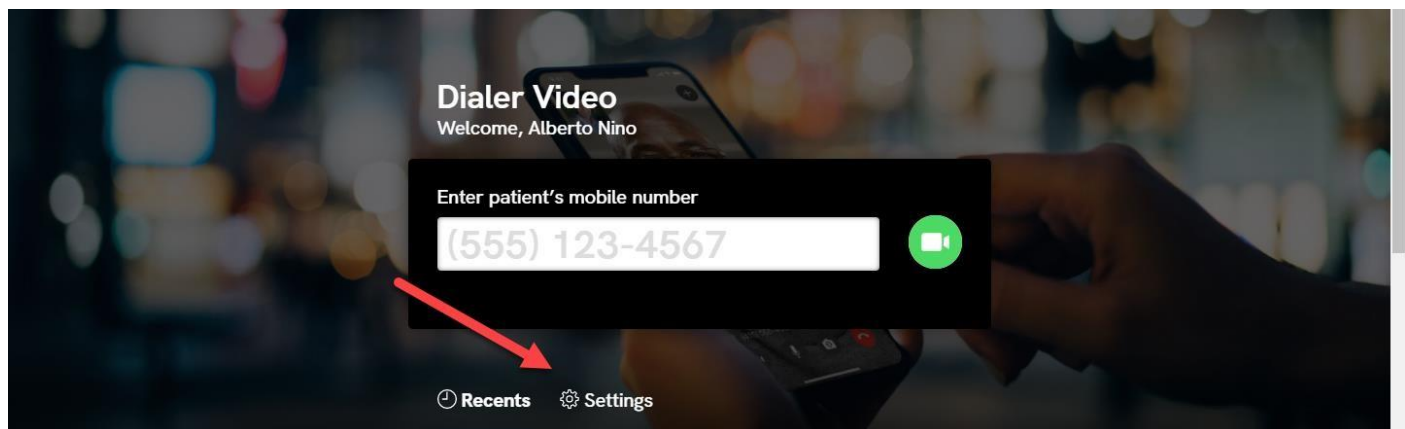 Dialer Video
Welcome, Alberto Nino
Enter patient’s mobile number
(555) 123-4567
Recents Settings